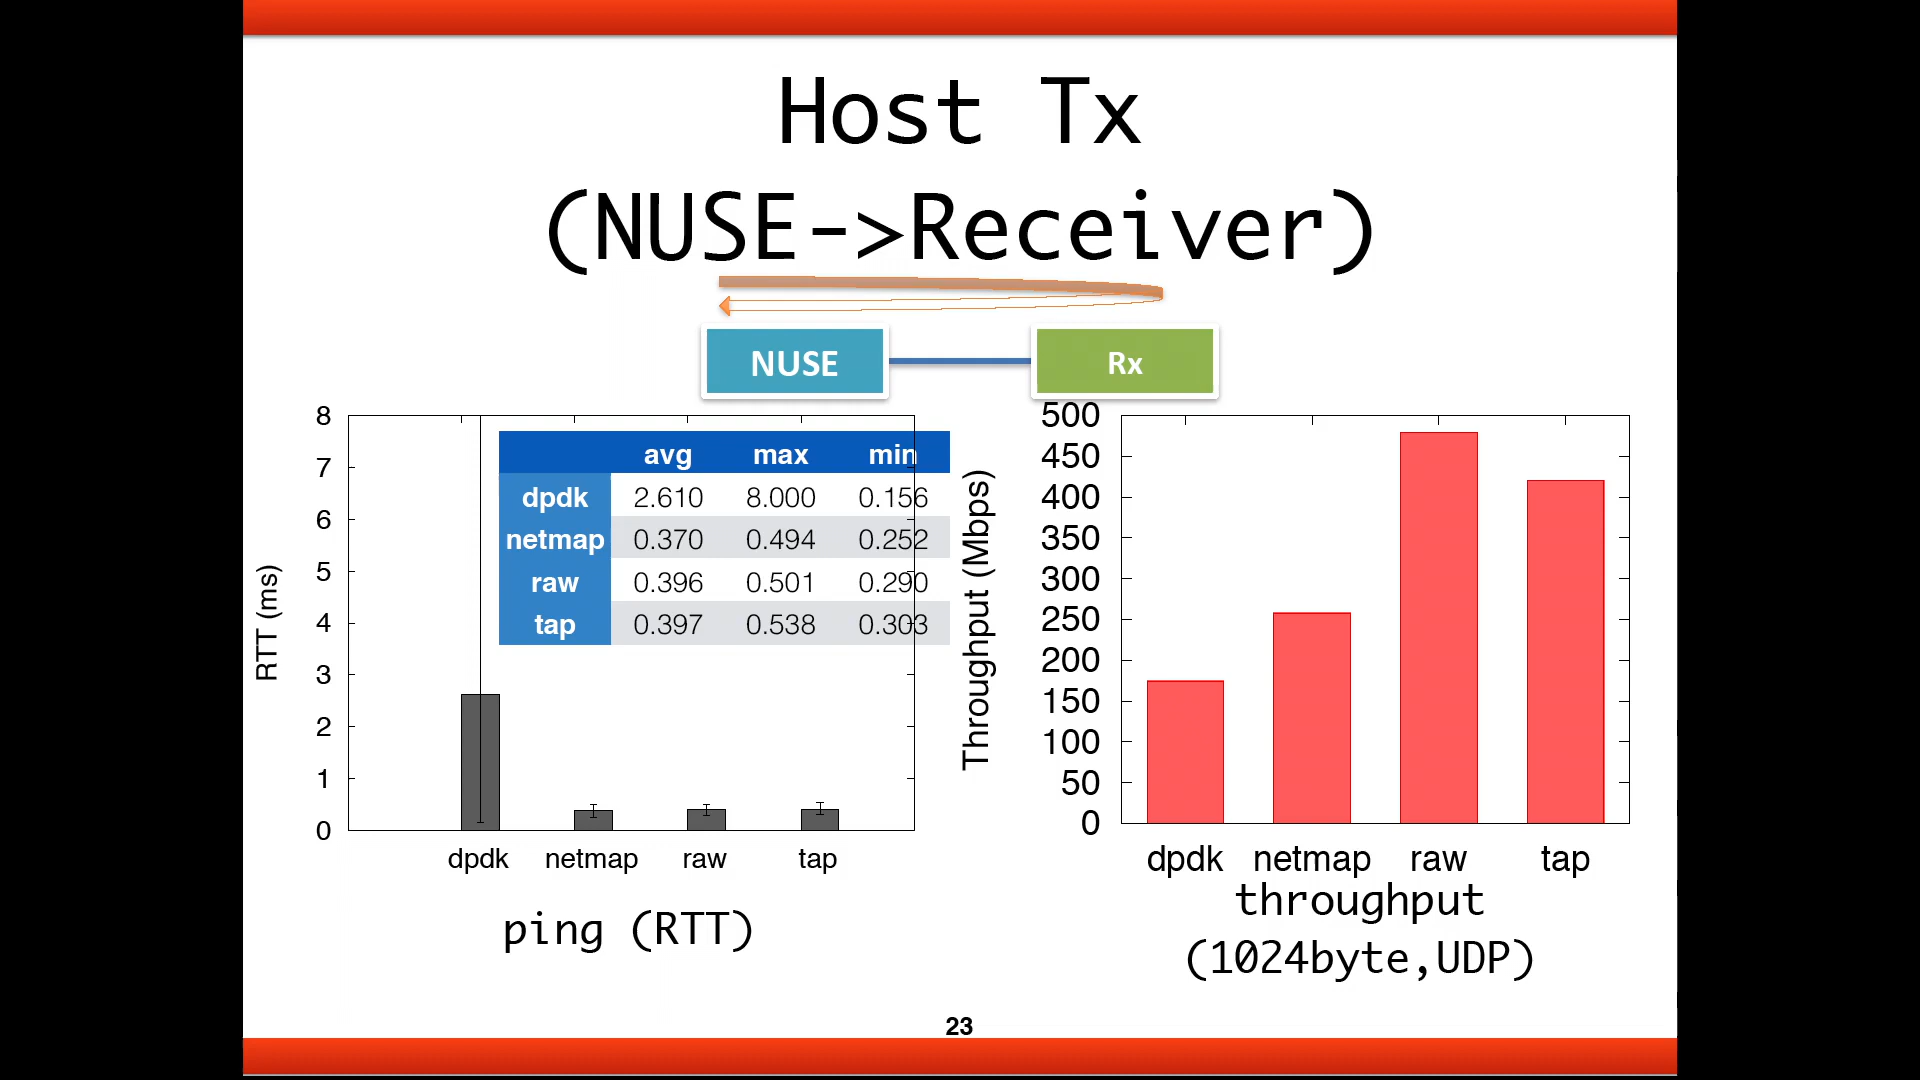 Host Tx
(NUSE->Receiver)
NUSE
Rx
8
7
6
5
4
3
2
1
0
RTT (ms)
avg max min
dpdk 2.610 8.000 0.156
netmap 0.370 0.494 0.252
raw 0.396 0.501 0.290
tap 0.397 0.538 0.303
dpdk netmap raw tap
ping (RTT)
500
450
400
350
300
250
200
150
100
50
0
Throughput (Mbps)
dpdk netmap raw tap
throughput
(1024byte,UDP)
23